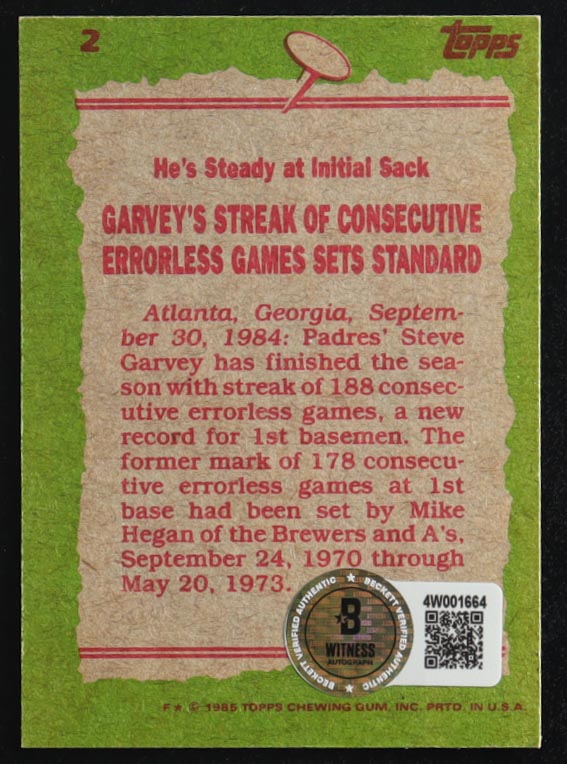 2
Topps
He's Steady at Initial Sack
GARVEY'S STREAK OF CONSECUTIVE
ERRORLESS GAMES SETS STANDARD
Atlanta, Georgia, Septem-
ber 30, 1984: Padres' Steve
Garvey has finished the sea-
son with streak of 188 consec-
utive errorless games, a new
record for 1st basemen. The
former mark of 178 consecu-
tive errorless games at 1st
base had been set by Mike
Hegan of the Brewers and A's,
September 24, 1970 through
May 20, 1973.
BECKETT VERIFIED AUTHENTIC ★ BECKETT VERIFIED AUTHENTIC ★
B
WITNESS
AUTOGRAPH
4W001664
F★ © 1985 TOPPS CHEWING GUM, INC. PRTD. IN U.S.A.